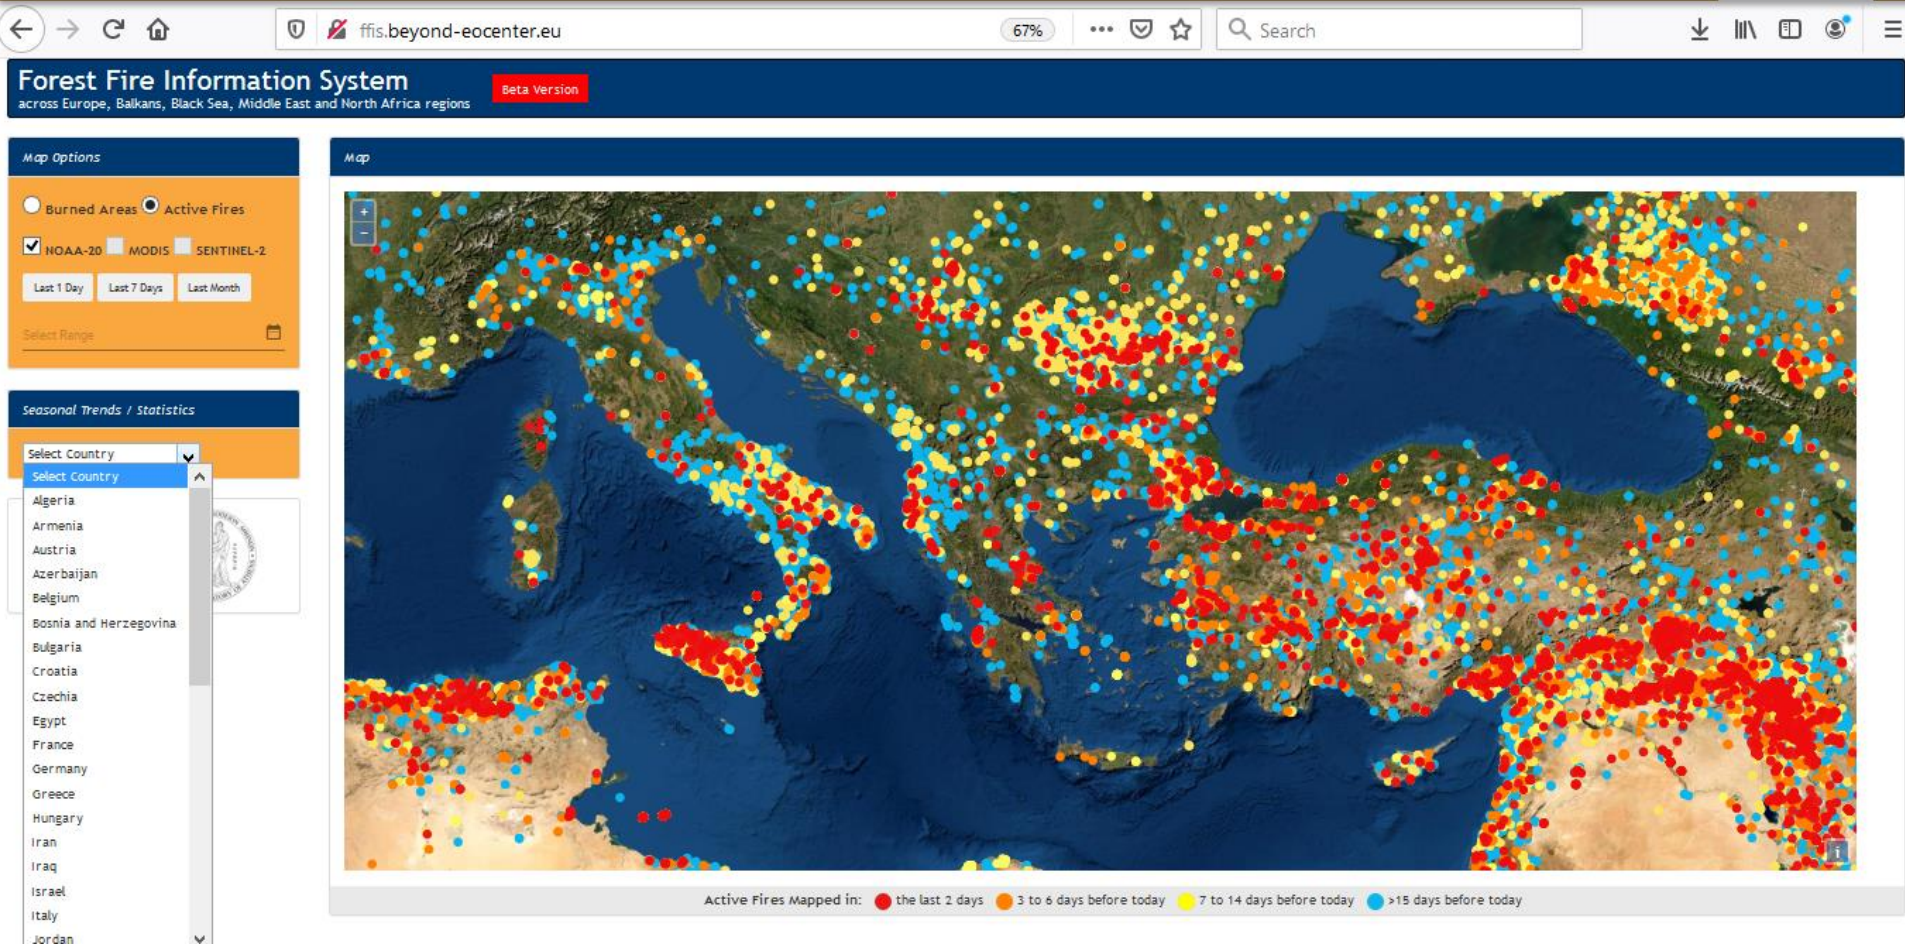 ffis.beyond-eocenter.eu
67%
Search
Forest Fire Information System
across Europe, Balkans, Black Sea, Middle East and North Africa regions
Beta Version
Map Options
Burned Areas Active Fires
NOAA-20 MODIS SENTINEL-2
Last 1 Day Last 7 Days Last Month
Select Range
Seasonal Trends / Statistics
Select Country
Select Country
Algeria
Armenia
Austria
Azerbaijan
Belgium
Bosnia and Herzegovina
Bulgaria
Croatia
Czechia
Egypt
France
Germany
Greece
Hungary
Iran
Iraq
Israel
Italy
Jordan
Map
+
-
i
Active Fires Mapped in: the last 2 days 3 to 6 days before today 7 to 14 days before today >15 days before today